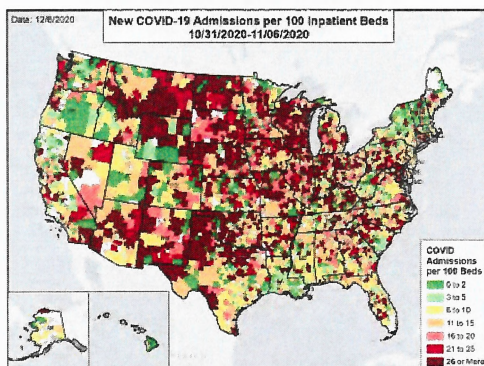 Date: 12/6/2020
New COVID-19 Admissions per 100 Inpatient Beds
10/31/2020-11/06/2020
COVID
Admissions
per 100 Beds
0 to 2
3 to 5
6 to 10
11 to 15
16 to 20
21 to 25
26 or More